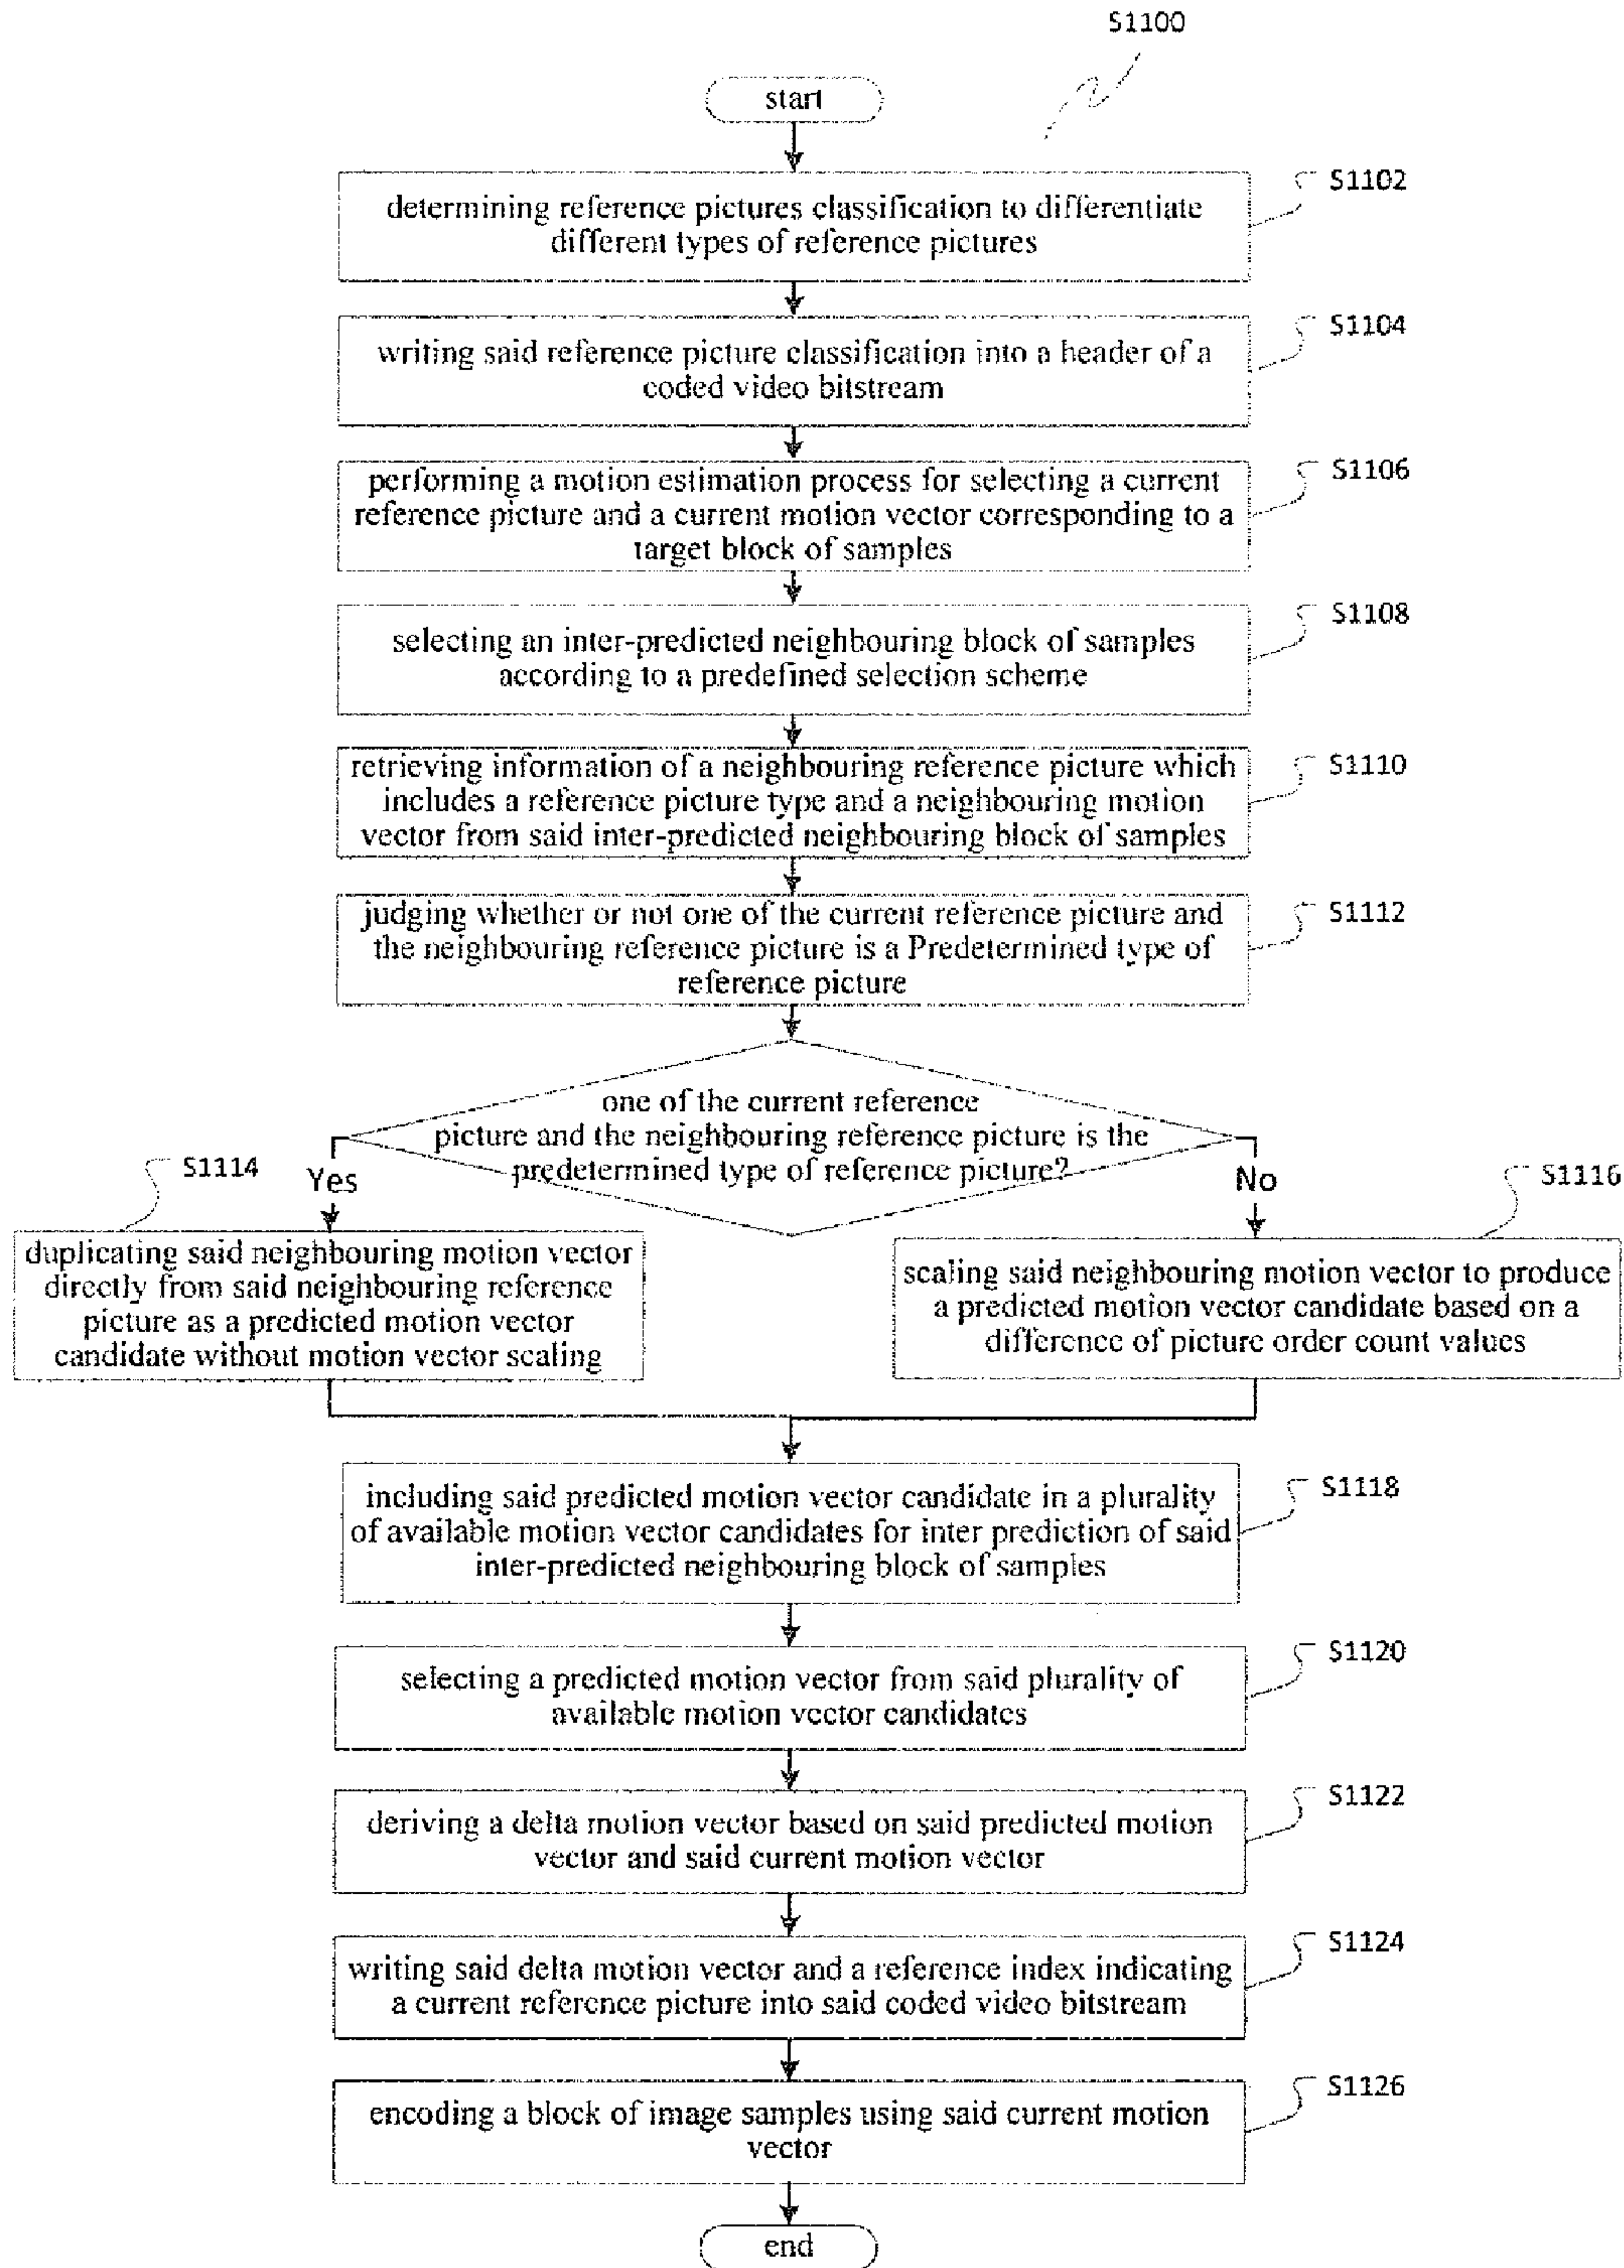 S1100
start
S1102
determining reference pictures classification to differentiate
different types of reference pictures
S1104
writing said reference picture classification into a header of a
coded video bitstream
S1106
performing a motion estimation process for selecting a current
reference picture and a current motion vector corresponding to a
target block of samples
S1108
selecting an inter-predicted neighbouring block of samples
according to a predefined selection scheme
S1110
retrieving information of a neighbouring reference picture which
includes a reference picture type and a neighbouring motion
vector from said inter-predicted neighbouring block of samples
S1112
judging whether or not one of the current reference picture and
the neighbouring reference picture is a Predetermined type of
reference picture
one of the current reference
picture and the neighbouring reference picture is the
predetermined type of reference picture?
S1114
Yes
No
S1116
duplicating said neighbouring motion vector
directly from said neighbouring reference
picture as a predicted motion vector
candidate without motion vector scaling
scaling said neighbouring motion vector to produce
a predicted motion vector candidate based on a
difference of picture order count values
S1118
including said predicted motion vector candidate in a plurality
of available motion vector candidates for inter prediction of said
inter-predicted neighbouring block of samples
S1120
selecting a predicted motion vector from said plurality of
available motion vector candidates
S1122
deriving a delta motion vector based on said predicted motion
vector and said current motion vector
S1124
writing said delta motion vector and a reference index indicating
a current reference picture into said coded video bitstream
S1126
encoding a block of image samples using said current motion
vector
end